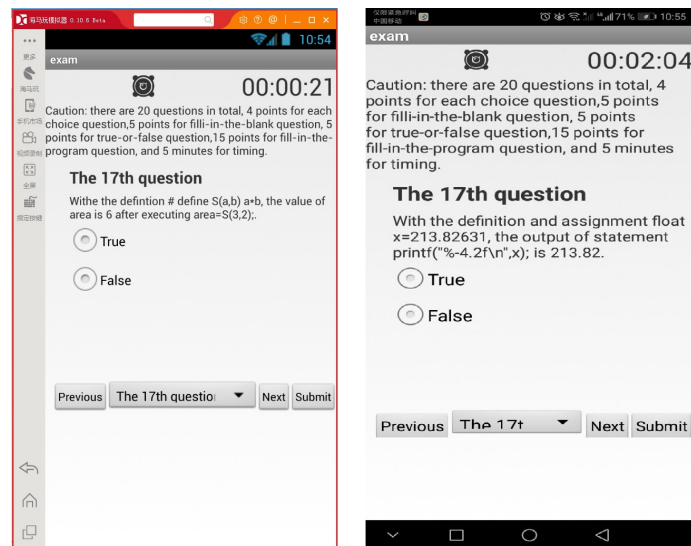 海马玩模拟器 0.10.6 Beta
10:54
更多
海马玩
手机市场
视频录制
全屏
指定按键
exam
00:00:21
Caution: there are 20 questions in total, 4 points for each
choice question,5 points for filli-in-the-blank question, 5
points for true-or-false question,15 points for fill-in-the-
program question, and 5 minutes for timing.
The 17th question
Withe the defintion # define S(a,b) a*b, the value of
area is 6 after executing area=S(3,2);.
True
False
Previous
The 17th questio
Next
Submit
仅限紧急呼叫
中国移动
71%
10:55
exam
00:02:04
Caution: there are 20 questions in total, 4
points for each choice question,5 points
for filli-in-the-blank question, 5 points
for true-or-false question,15 points for
fill-in-the-program question, and 5 minutes
for timing.
The 17th question
With the definition and assignment float
x=213.82631, the output of statement
printf("%-4.2f\n",x); is 213.82.
True
False
Previous
The 17t
Next
Submit